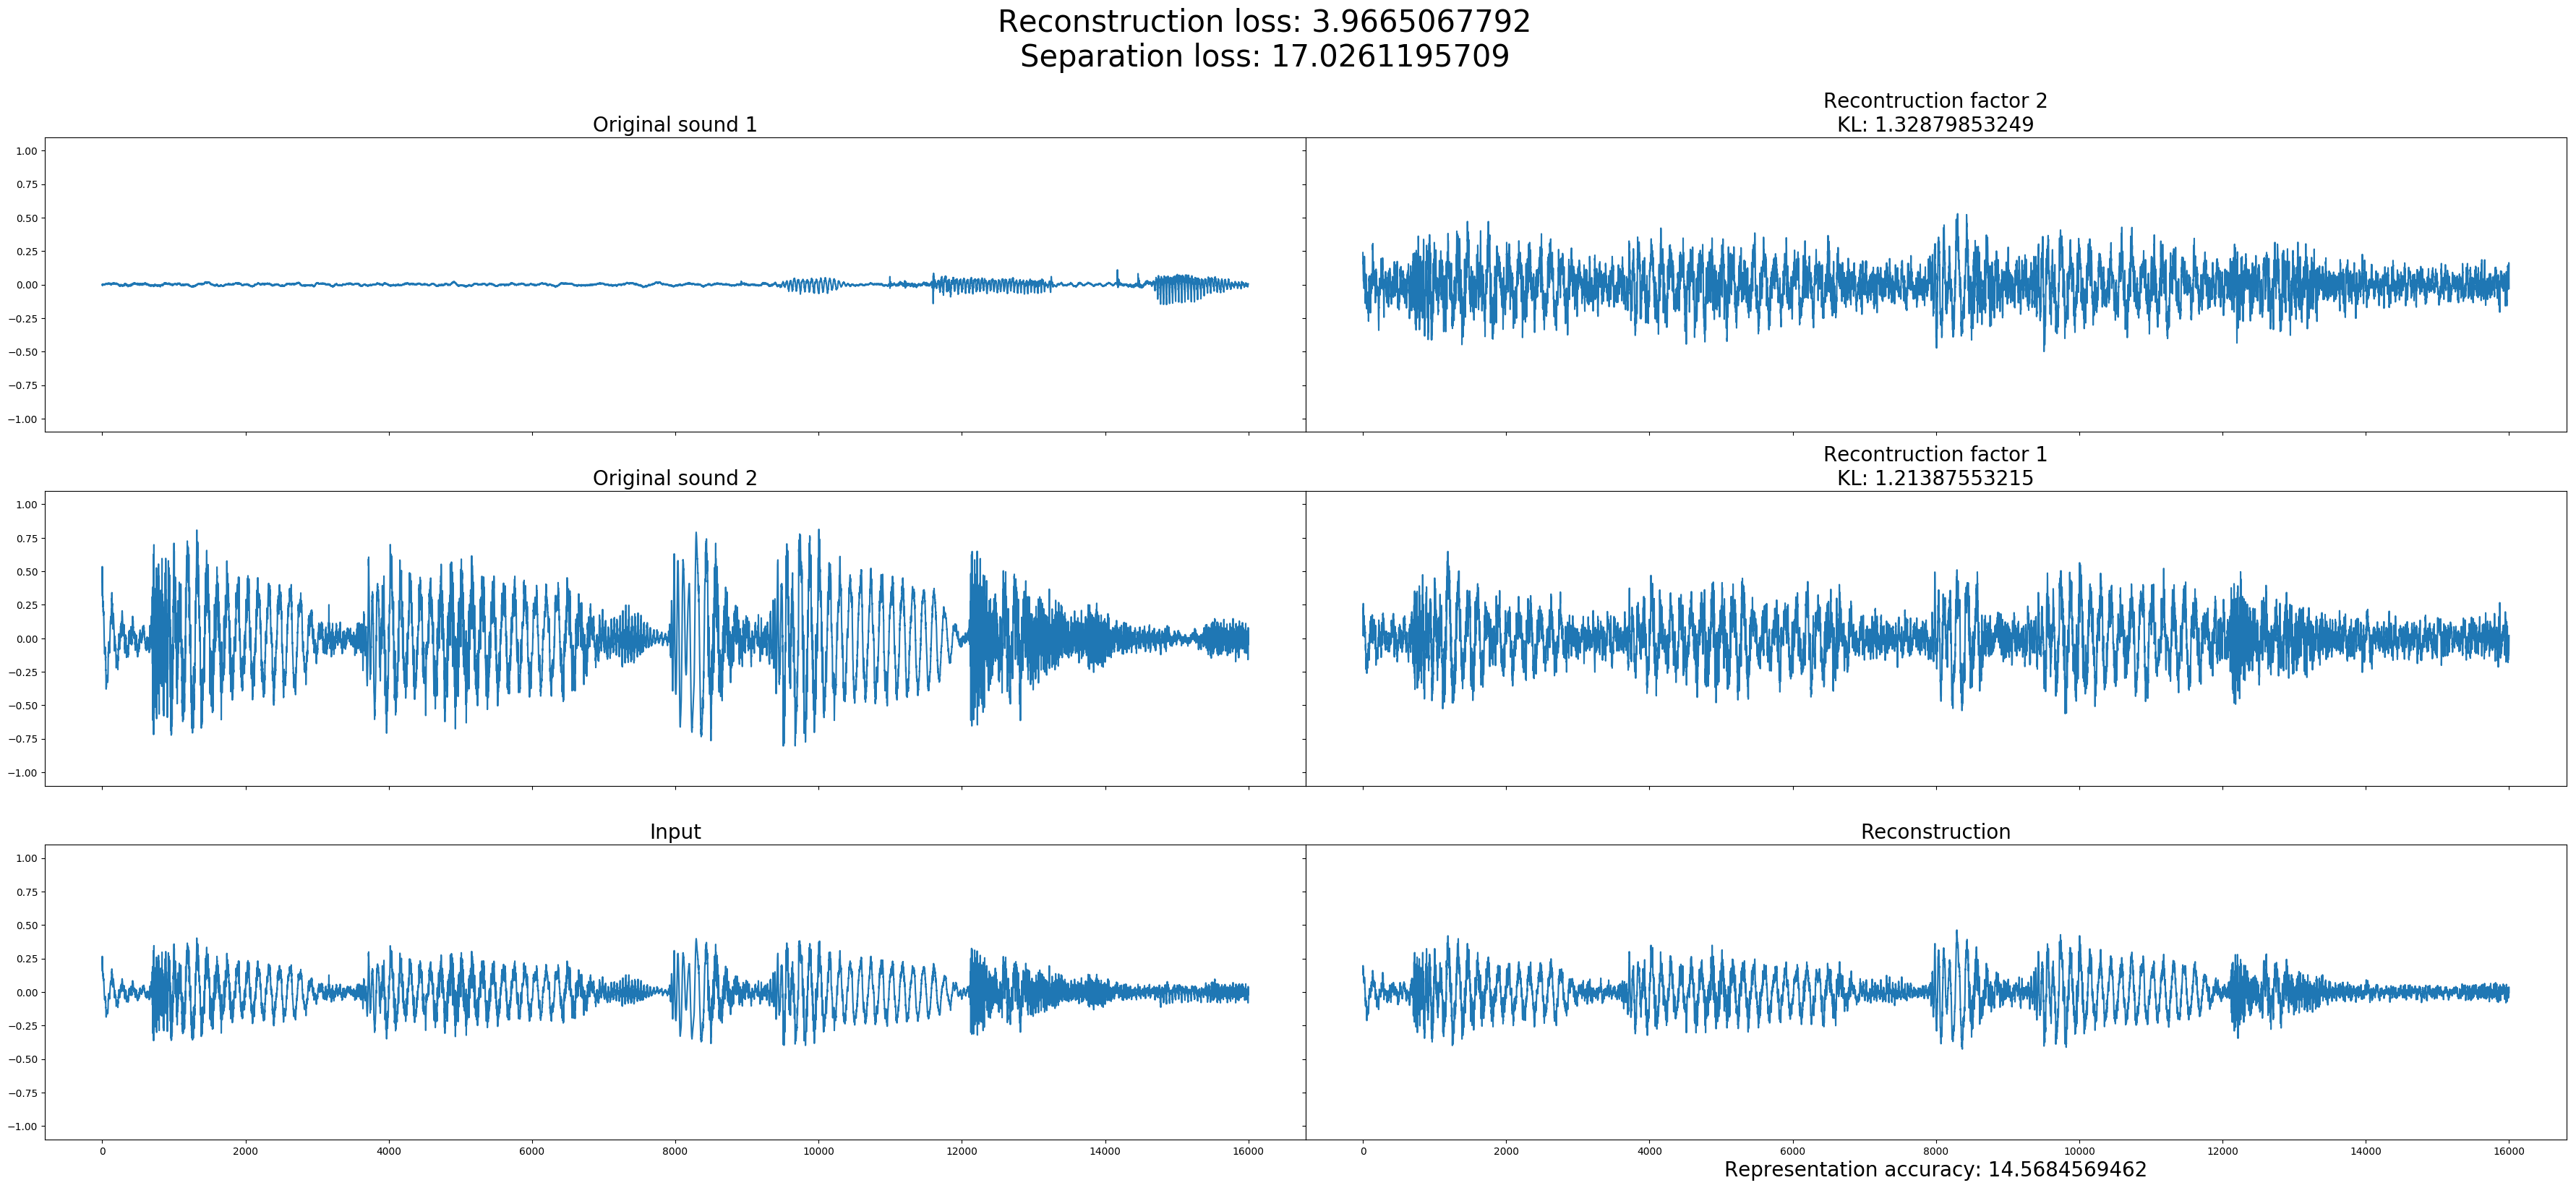 Reconstruction loss: 3.9665067792
Separation loss: 17.0261195709
Original sound 1
Recontruction factor 2
KL: 1.32879853249
1.00
0.75
0.50
0.25
0.00
−0.25
−0.50
−0.75
−1.00
Original sound 2
Recontruction factor 1
KL: 1.21387553215
1.00
0.75
0.50
0.25
0.00
−0.25
−0.50
−0.75
−1.00
Input
Reconstruction
1.00
0.75
0.50
0.25
0.00
−0.25
−0.50
−0.75
−1.00
0 2000 4000 6000 8000 10000 12000 14000 16000
0 2000 4000 6000 8000 10000 12000 14000 16000
Representation accuracy: 14.5684569462